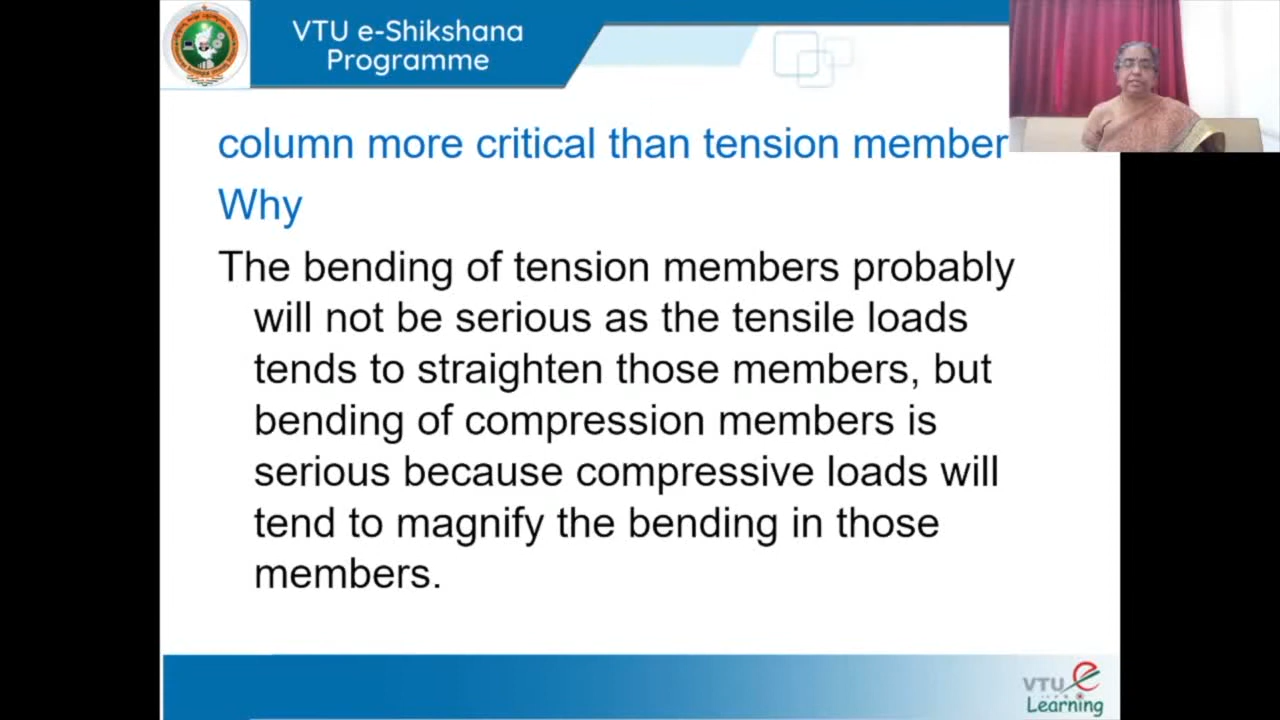 VTU e-Shikshana
Programme
column more critical than tension member
Why
The bending of tension members probably
will not be serious as the tensile loads
tends to straighten those members, but
bending of compression members is
serious because compressive loads will
tend to magnify the bending in those
members.
VTU e
Learning